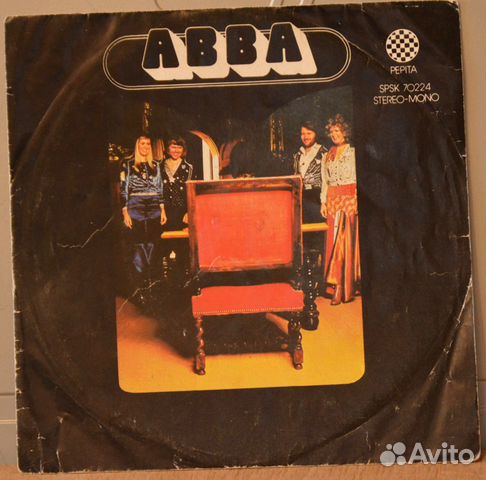 ABBA
PEPITA
SPSK 70224
STEREO-MONO
Avito